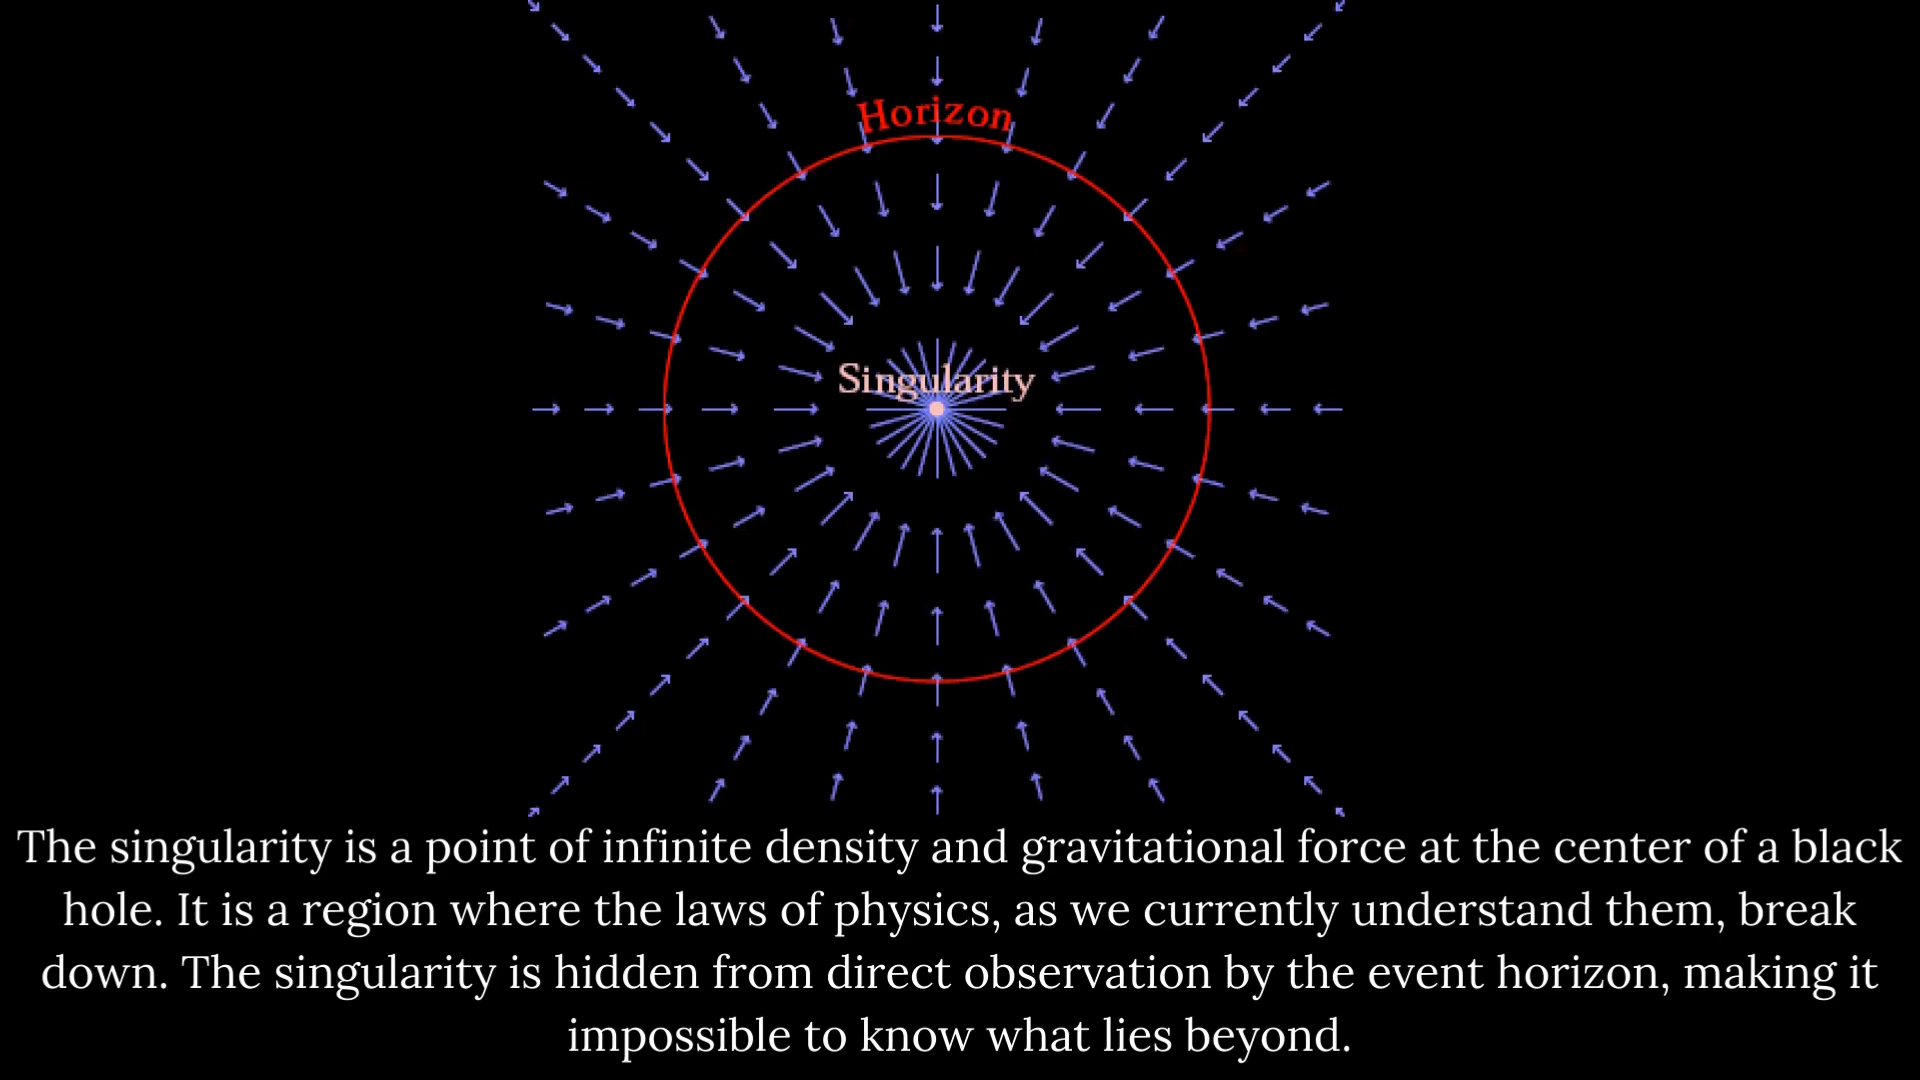 Horizon
Singularity
The singularity is a point of infinite density and gravitational force at the center of a black
hole. It is a region where the laws of physics, as we currently understand them, break
down. The singularity is hidden from direct observation by the event horizon, making it
impossible to know what lies beyond.